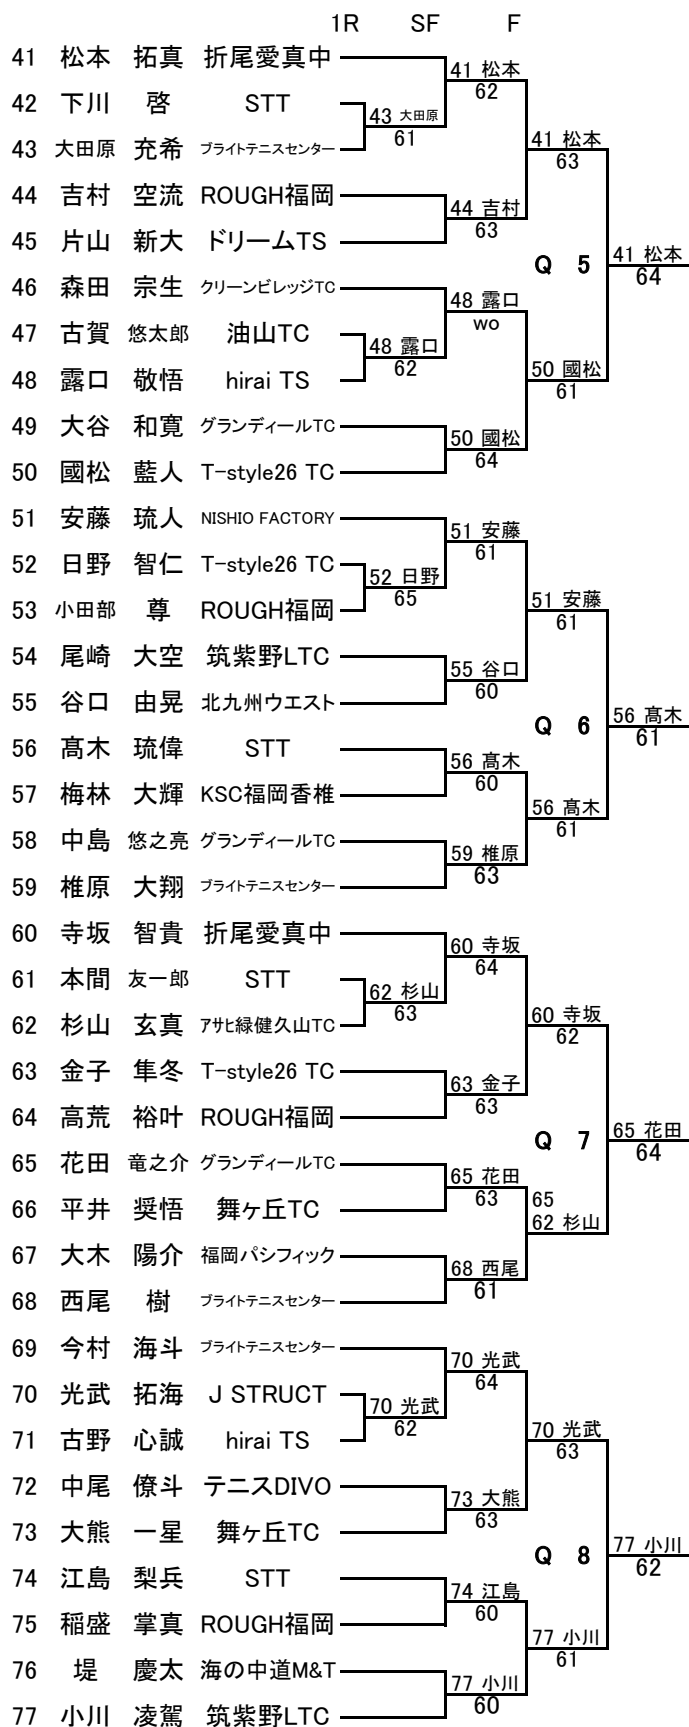 1R SF F
41 松本 拓真 折尾愛真中
41 松本
62
42 下川 啓 STT
43 大田原
61
43 大田原 充希 ブライトテニスセンター
41 松本
63
44 吉村 空流 ROUGH福岡
44 吉村
63
45 片山 新大 ドリームTS
Q 5
41 松本
64
46 森田 宗生 クリーンビレッジTC
48 露口
wo
47 古賀 悠太郎 油山TC
48 露口
62
48 露口 敬悟 hirai TS
50 國松
61
49 大谷 和寛 グランディールTC
50 國松
64
50 國松 藍人 T-style26 TC
51 安藤 琉人 NISHIO FACTORY
51 安藤
61
52 日野 智仁 T-style26 TC
52 日野
65
53 小田部 尊 ROUGH福岡
51 安藤
61
54 尾崎 大空 筑紫野LTC
55 谷口
60
55 谷口 由晃 北九州ウエスト
Q 6
56 髙木
61
56 髙木 琉偉 STT
56 髙木
60
57 梅林 大輝 KSC福岡香椎
56 髙木
61
58 中島 悠之亮 グランディールTC
59 椎原
63
59 椎原 大翔 ブライトテニスセンター
60 寺坂 智貴 折尾愛真中
60 寺坂
64
61 本間 友一郎 STT
62 杉山
63
62 杉山 玄真 アサヒ緑健久山TC
60 寺坂
62
63 金子 隼冬 T-style26 TC
63 金子
63
64 高荒 裕叶 ROUGH福岡
Q 7
65 花田
64
65 花田 竜之介 グランディールTC
65 花田
63
66 平井 奨悟 舞ヶ丘TC
65
62 杉山
67 大木 陽介 福岡パシフィック
68 西尾
61
68 西尾 樹 ブライトテニスセンター
69 今村 海斗 ブライトテニスセンター
70 光武
64
70 光武 拓海 J STRUCT
70 光武
62
71 古野 心誠 hirai TS
70 光武
63
72 中尾 僚斗 テニスDIVO
73 大熊
63
73 大熊 一星 舞ヶ丘TC
Q 8
77 小川
62
74 江島 梨兵 STT
74 江島
60
75 稲盛 掌真 ROUGH福岡
77 小川
61
76 堤 慶太 海の中道M&T
77 小川
60
77 小川 凌駕 筑紫野LTC